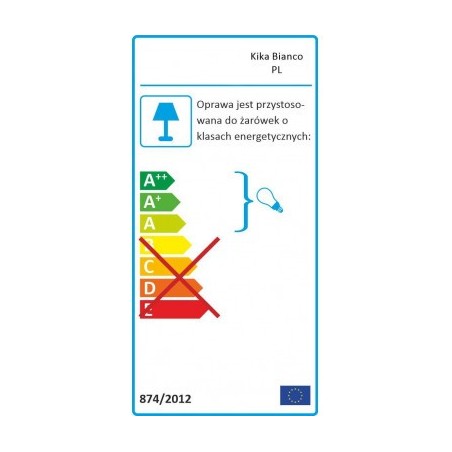 Kika Bianco
PL
Oprawa jest przystoso-
wana do żarówek o
klasach energetycznych:
A++
A+
A
B
C
D
E
874/2012